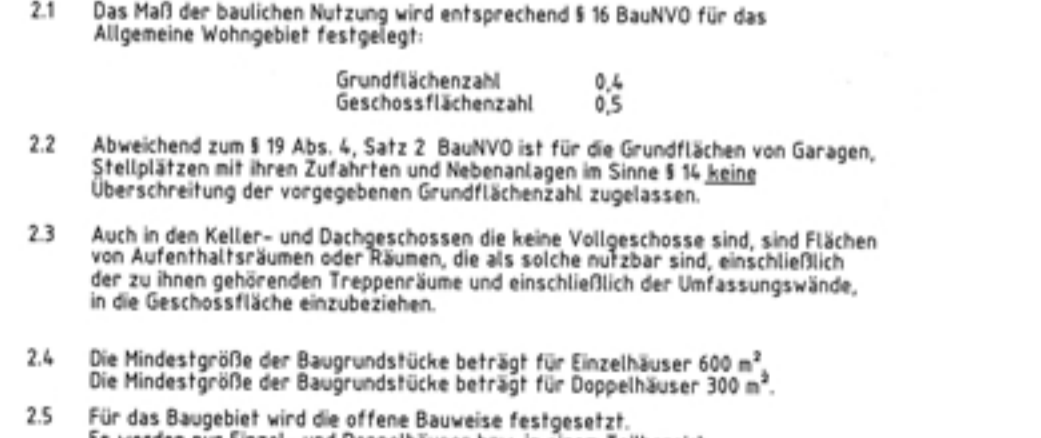 2.1 Das Maß der baulichen Nutzung wird entsprechend § 16 BauNVO für das
Allgemeine Wohngebiet festgelegt:
Grundflächenzahl 0,4
Geschossflächenzahl 0,5
2.2 Abweichend zum § 19 Abs. 4, Satz 2 BauNVO ist für die Grundflächen von Garagen,
Stellplätzen mit ihren Zufahrten und Nebenanlagen im Sinne § 14 keine
Überschreitung der vorgegebenen Grundflächenzahl zugelassen.
2.3 Auch in den Keller- und Dachgeschossen die keine Vollgeschosse sind, sind Flächen
von Aufenthaltsräumen oder Räumen, die als solche nutzbar sind, einschließlich
der zu ihnen gehörenden Treppenräume und einschließlich der Umfassungswände,
in die Geschossfläche einzubeziehen.
2.4 Die Mindestgröße der Baugrundstücke beträgt für Einzelhäuser 600 m²,
Die Mindestgröße der Baugrundstücke beträgt für Doppelhäuser 300 m².
2.5 Für das Baugebiet wird die offene Bauweise festgesetzt.